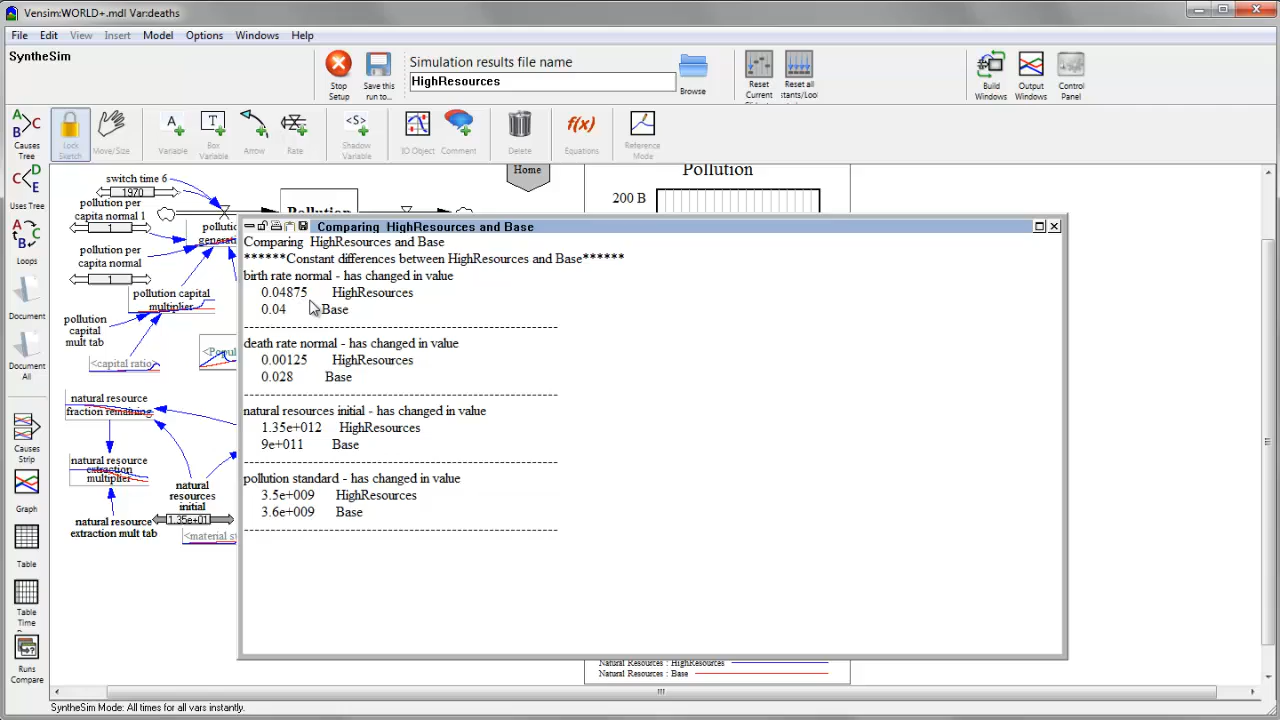 Vensim:WORLD+.mdl Var:deaths
File Edit View Insert Model Options Windows Help
SyntheSim
Stop
Setup
Save this
run to...
Simulation results file name
HighResources
Browse
Reset
Current
Reset all
Build
Windows
Output
Windows
Control
Panel
Causes
Tree
Lock
Sketch
Move/Size
Variable
Box
Variable
Arrow
Rate
Shadow
Variable
IO Object
Comment
Delete
Equations
Reference
Mode
Uses Tree
Loops
Document
Document
All
Causes
Strip
Graph
Table
Table
Time
Runs
Compare
switch time 6
1970
pollution per
capita normal 1
1
pollution per
capita normal
1
pollution capital
multiplier
pollution
capital
mult tab
<capital ratio>
natural resource
fraction remaining
natural resource
extraction
multiplier
natural
resources
initial
1.35e+01
natural resource
extraction mult tab
Home
Pollution
Pollution
200 B
Comparing HighResources and Base
Comparing HighResources and Base
******Constant differences between HighResources and Base******
birth rate normal - has changed in value
0.04875 HighResources
0.04 Base
---------------------------------------------------------------
death rate normal - has changed in value
0.00125 HighResources
0.028 Base
---------------------------------------------------------------
natural resources initial - has changed in value
1.35e+012 HighResources
9e+011 Base
---------------------------------------------------------------
pollution standard - has changed in value
3.5e+009 HighResources
3.6e+009 Base
---------------------------------------------------------------
Natural Resources : HighResources
Natural Resources : Base
SyntheSim Mode: All times for all vars instantly.